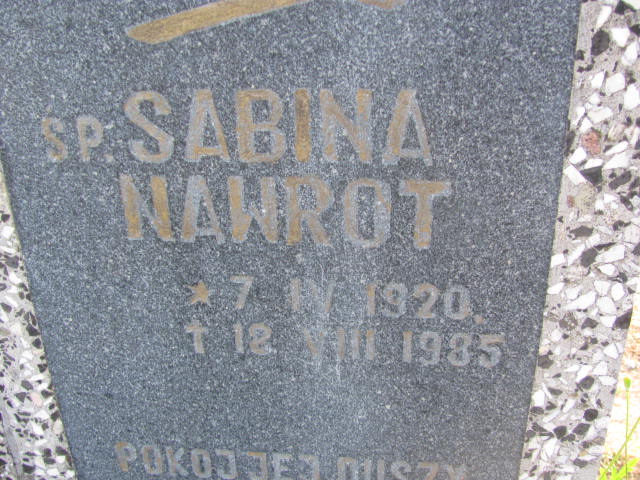 SP. SABINA
NAWROT
* 7 IV 1920.
† 12 VIII 1985
POKÓJ JEJ DUSZY